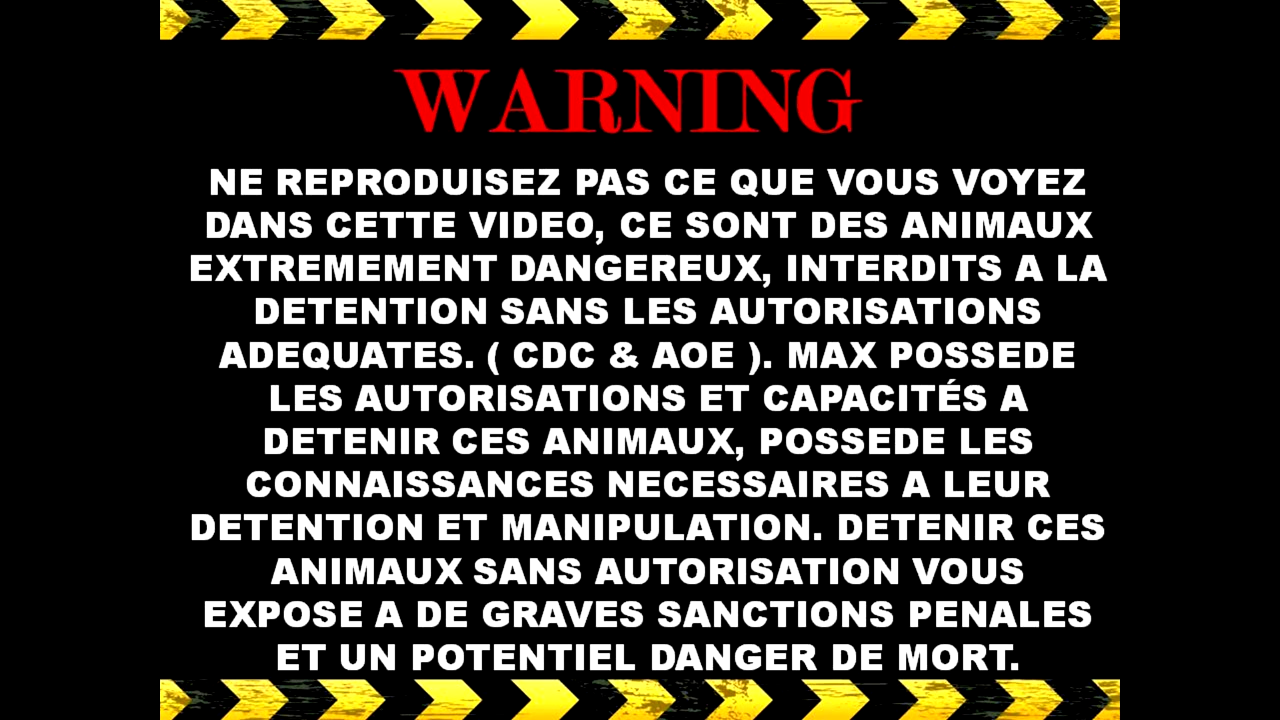 WARNING
NE REPRODUISEZ PAS CE QUE VOUS VOYEZ
DANS CETTE VIDEO, CE SONT DES ANIMAUX
EXTREMEMENT DANGEREUX, INTERDITS A LA
DETENTION SANS LES AUTORISATIONS
ADEQUATES. ( CDC & AOE ). MAX POSSEDE
LES AUTORISATIONS ET CAPACITÉS A
DETENIR CES ANIMAUX, POSSEDE LES
CONNAISSANCES NECESSAIRES A LEUR
DETENTION ET MANIPULATION. DETENIR CES
ANIMAUX SANS AUTORISATION VOUS
EXPOSE A DE GRAVES SANCTIONS PENALES
ET UN POTENTIEL DANGER DE MORT.